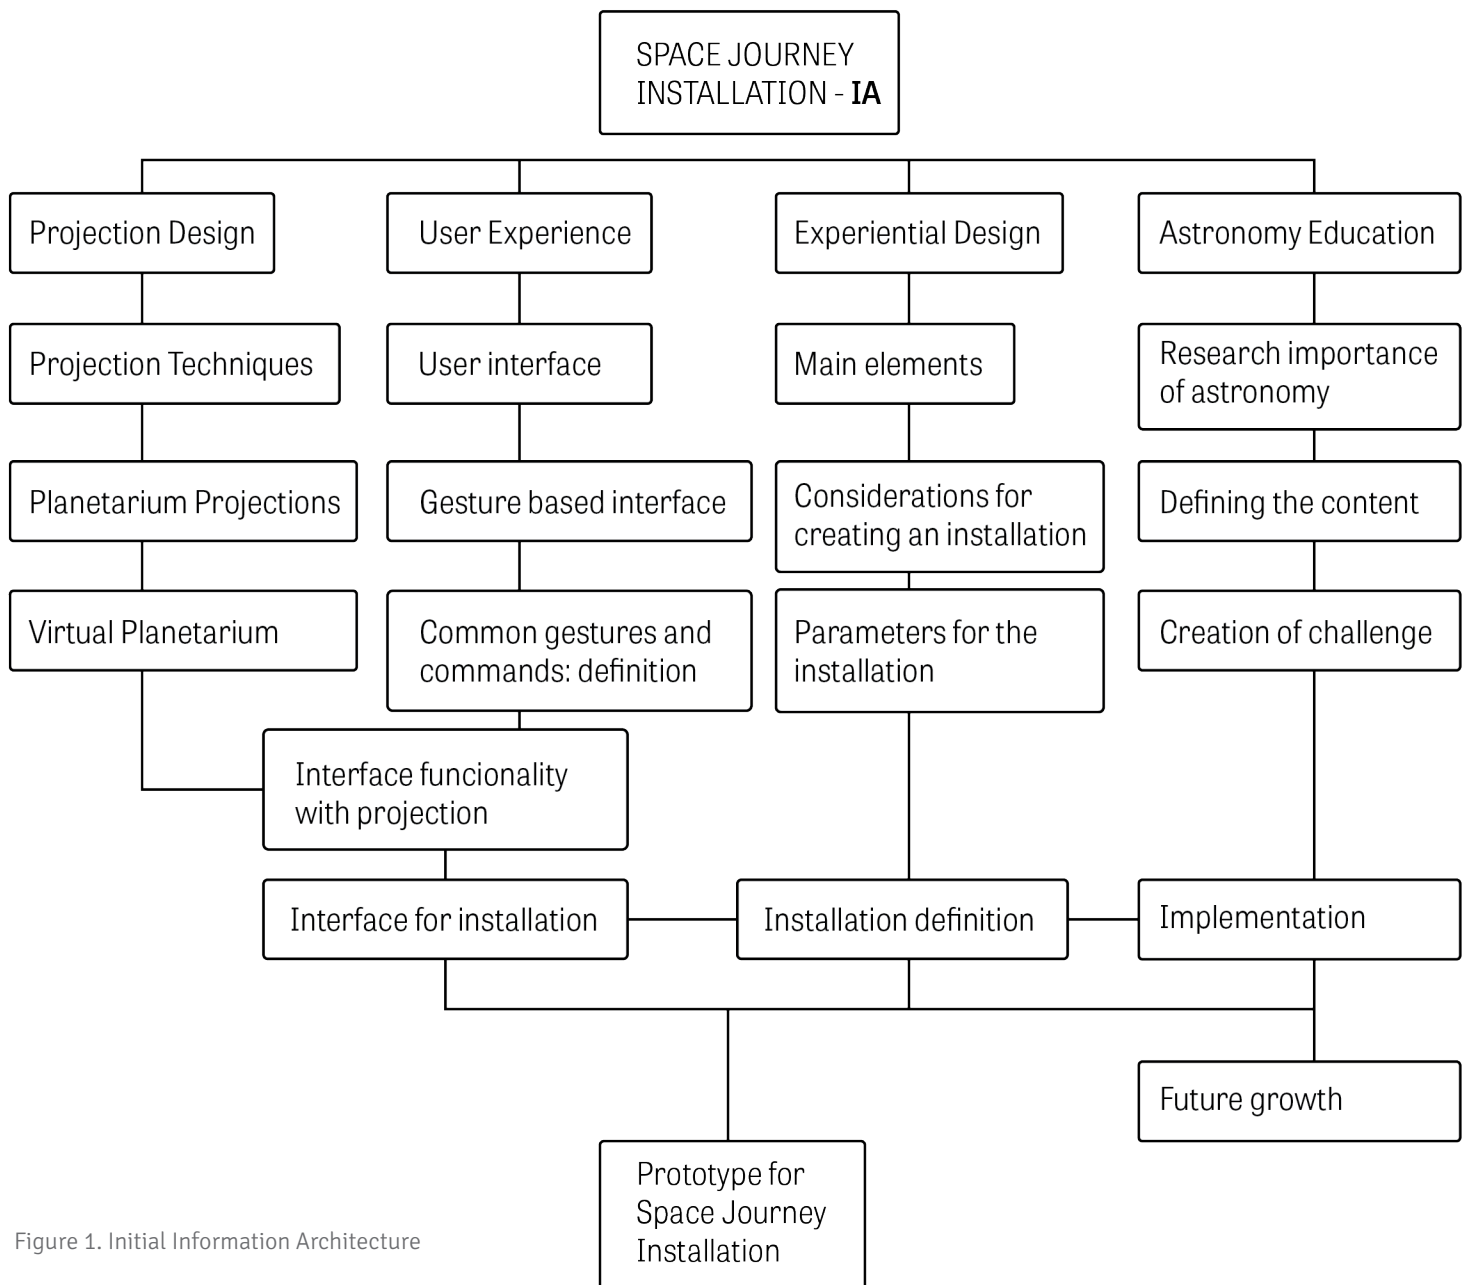 SPACE JOURNEY
INSTALLATION - IA
Projection Design
User Experience
Experiential Design
Astronomy Education
Projection Techniques
User interface
Main elements
Research importance
of astronomy
Planetarium Projections
Gesture based interface
Considerations for
creating an installation
Defining the content
Virtual Planetarium
Common gestures and
commands: definition
Parameters for the
installation
Creation of challenge
Interface funcionality
with projection
Interface for installation
Installation definition
Implementation
Future growth
Prototype for
Space Journey
Installation
Figure 1. Initial Information Architecture